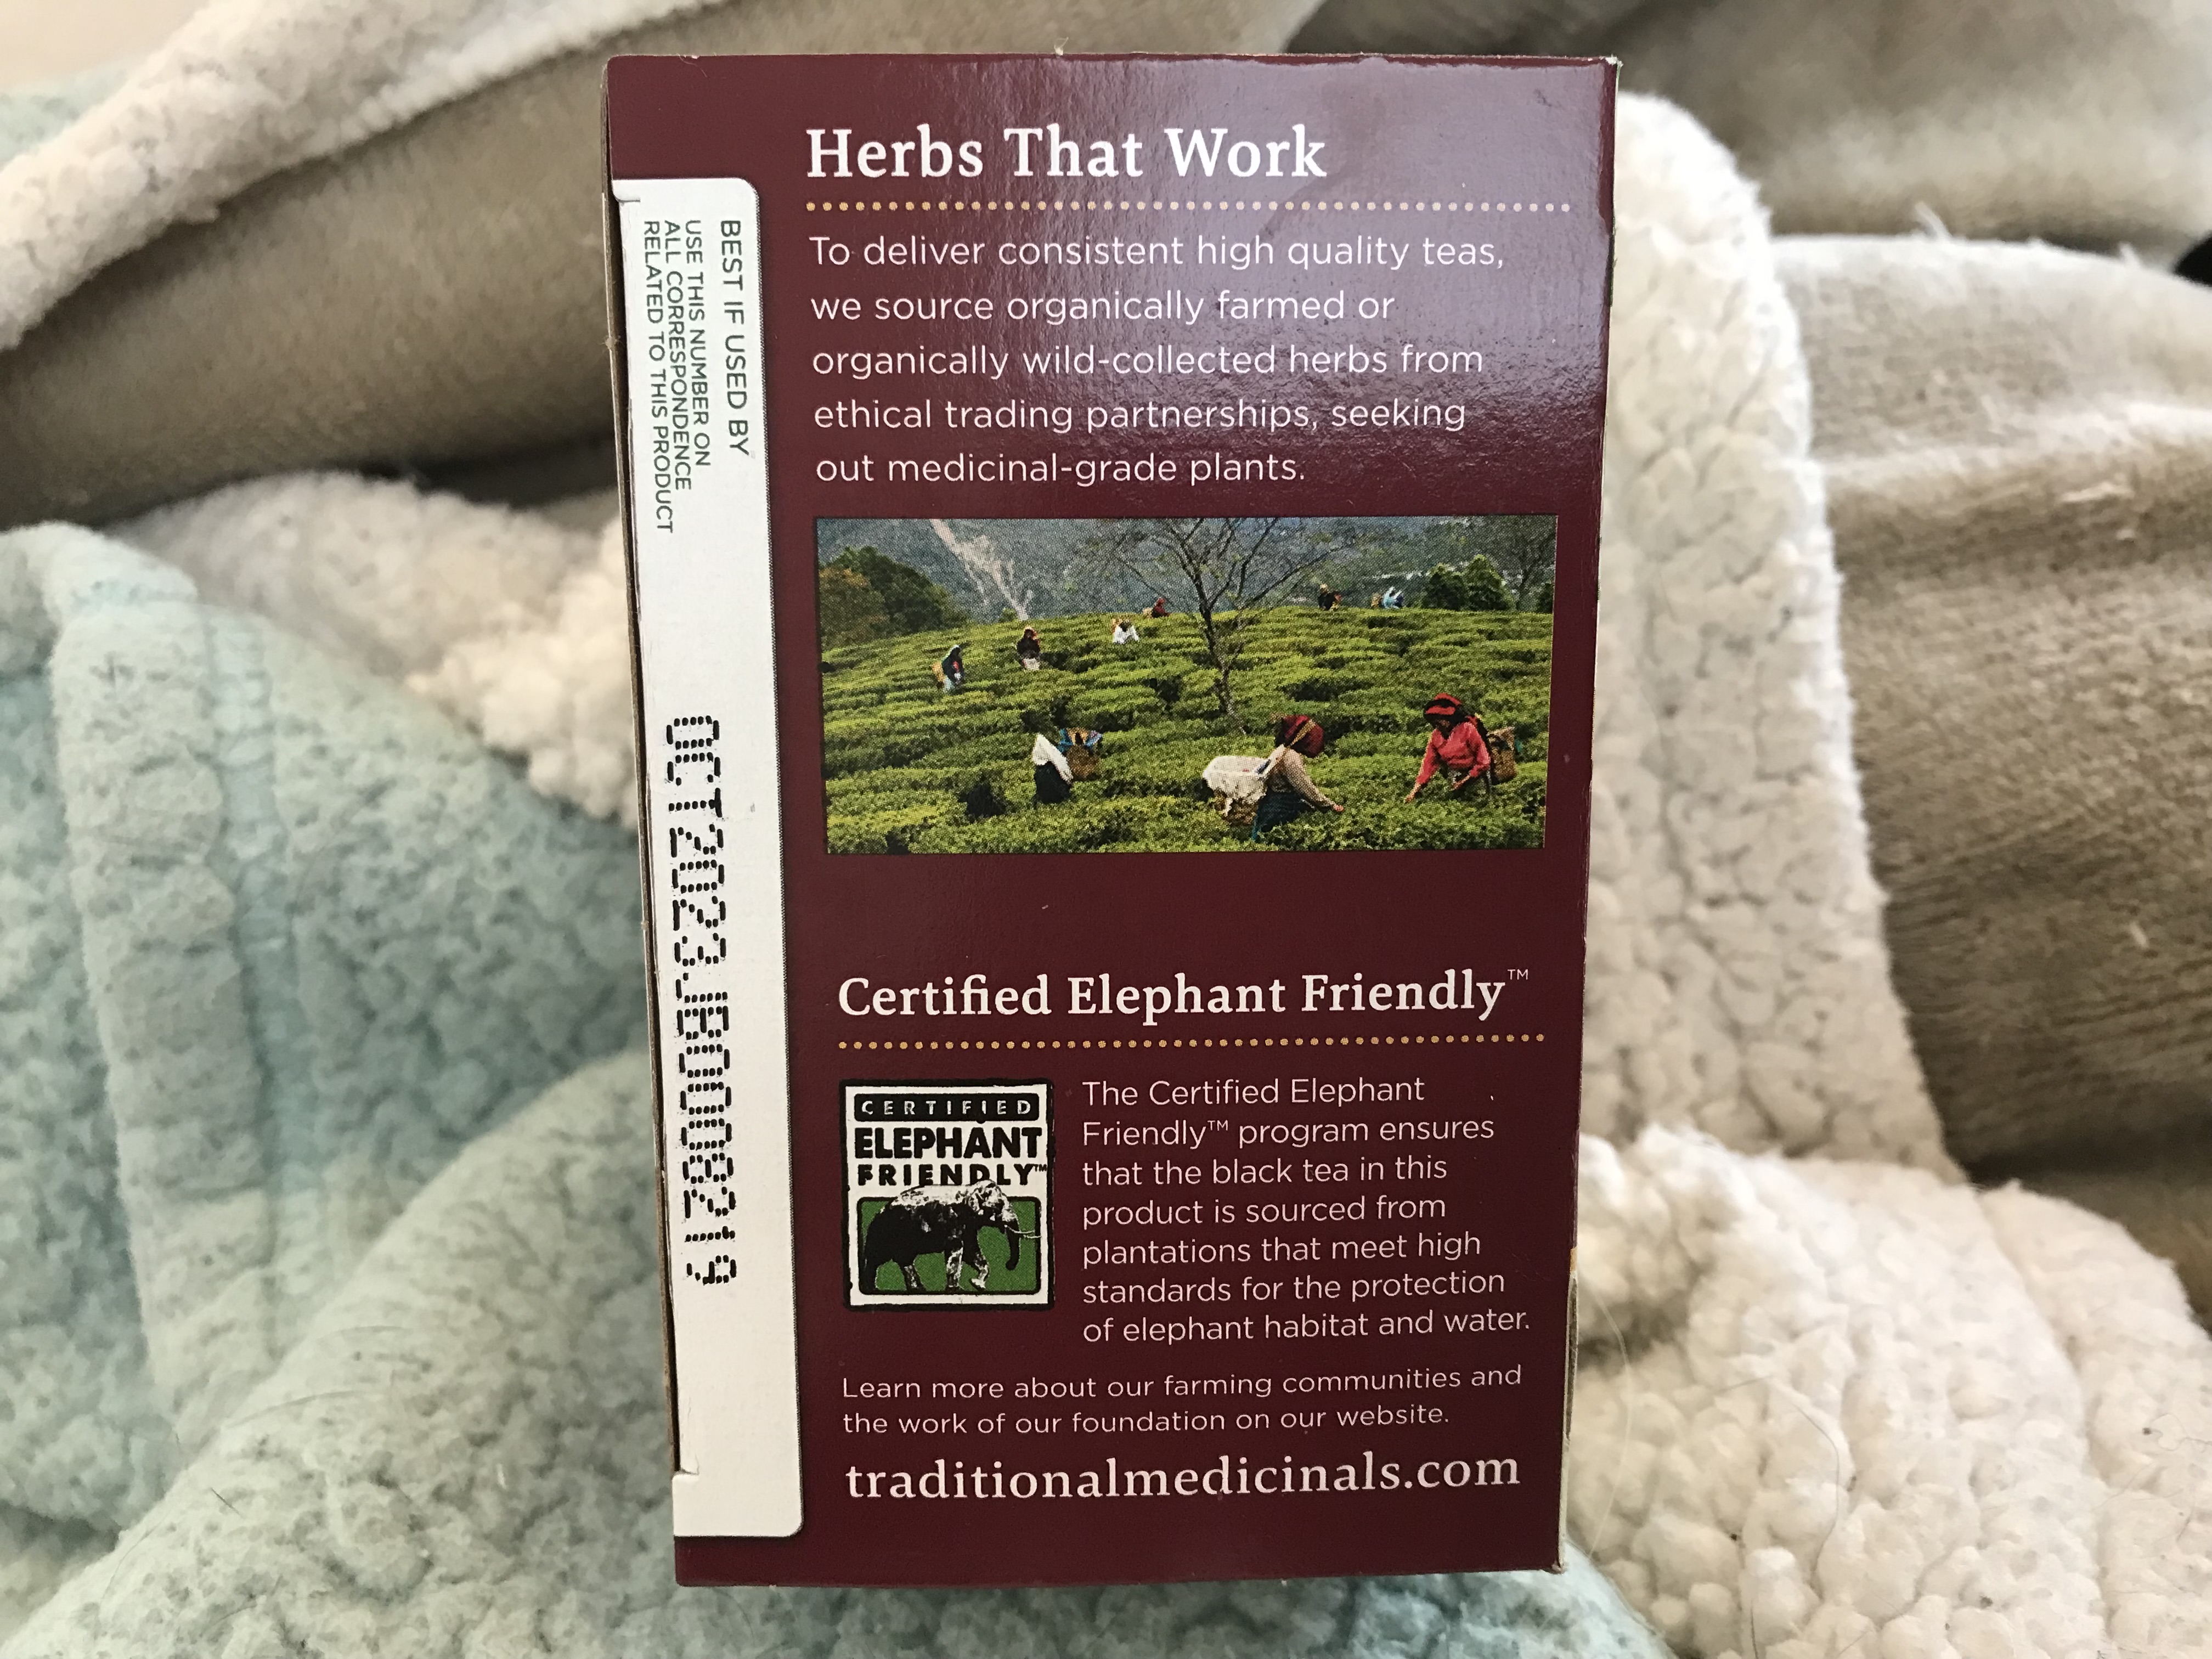 Herbs That Work
To deliver consistent high quality teas,
we source organically farmed or
organically wild-collected herbs from
ethical trading partnerships, seeking
out medicinal-grade plants.
BEST IF USED BY
USE THIS NUMBER ON
ALL CORRESPONDENCE
RELATED TO THIS PRODUCT
OCT2023JB0008219
Certified Elephant Friendly™
CERTIFIED
ELEPHANT
FRIENDLY™
The Certified Elephant
Friendly™ program ensures
that the black tea in this
product is sourced from
plantations that meet high
standards for the protection
of elephant habitat and water.
Learn more about our farming communities and
the work of our foundation on our website.
traditionalmedicinals.com